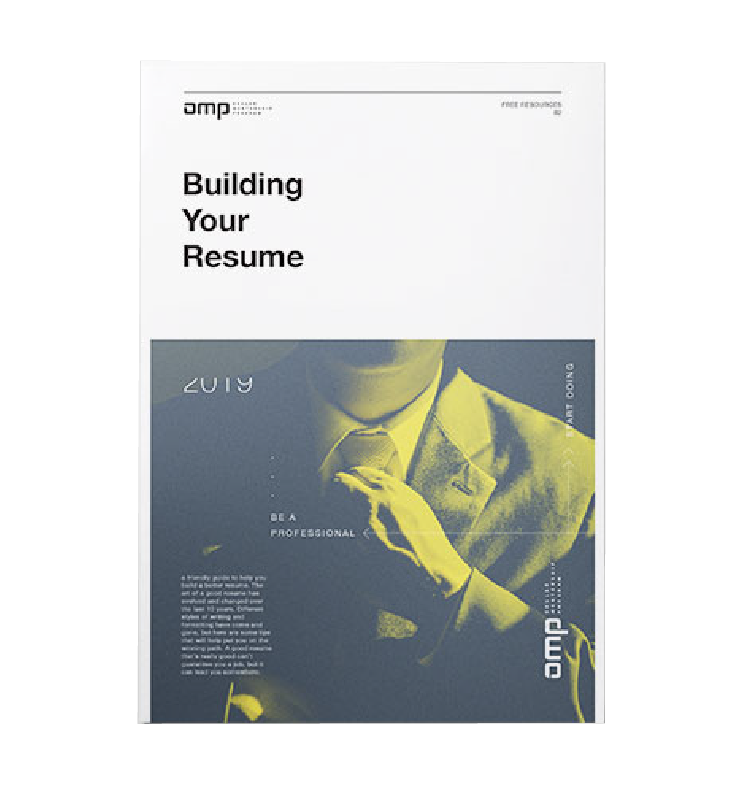 omp
FREE RESOURCES
Building
Your
Resume
2019
START DOING
BE A
PROFESSIONAL
a friendly guide to help you
build a better resume. The
art of a good resume has
evolved and changed over
the last 10 years. Different
styles of writing and
formatting have come and
gone, but here are some tips
that will help put you on the
winning path. A good resume
that's really good can't
guarantee you a job, but it
can lead you somewhere.
omp